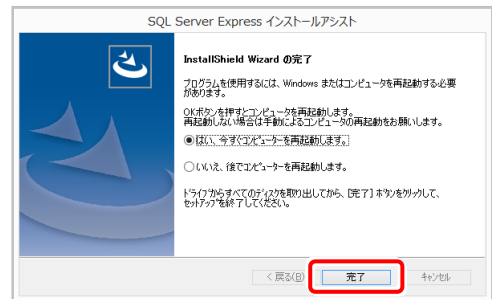 SQL Server Express インストールアシスト
InstallShield Wizard の完了
プログラムを使用するには、Windows またはコンピュータを再起動する必要
があります。
OKボタンを押すとコンピュータを再起動します。
再起動しない場合は手動によるコンピュータの再起動をお願いします。
はい、今すぐコンピューターを再起動します。
いいえ、後でコンピューターを再起動します。
ドライブからすべてのディスクを取り出してから、[完了] ボタンをクリックして、
セットアップを終了してください。
< 戻る(B)
完了
キャンセル